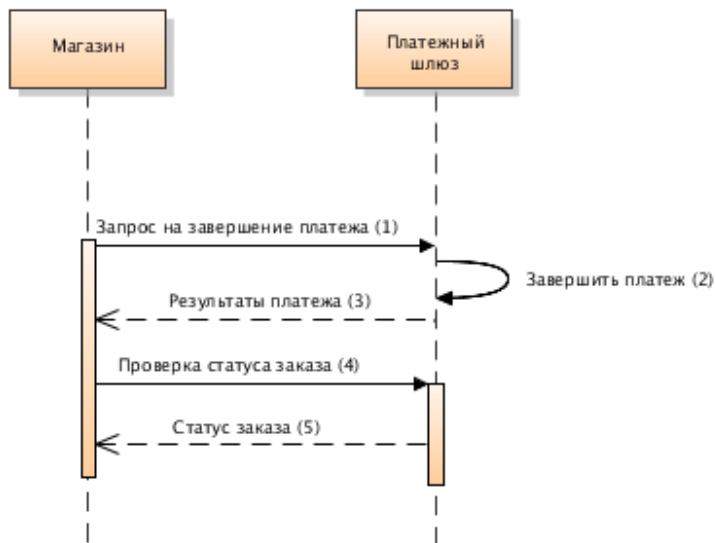 Магазин
Платежный
шлюз
Запрос на завершение платежа (1)
Завершить платеж (2)
Результаты платежа (3)
Проверка статуса заказа (4)
Статус заказа (5)